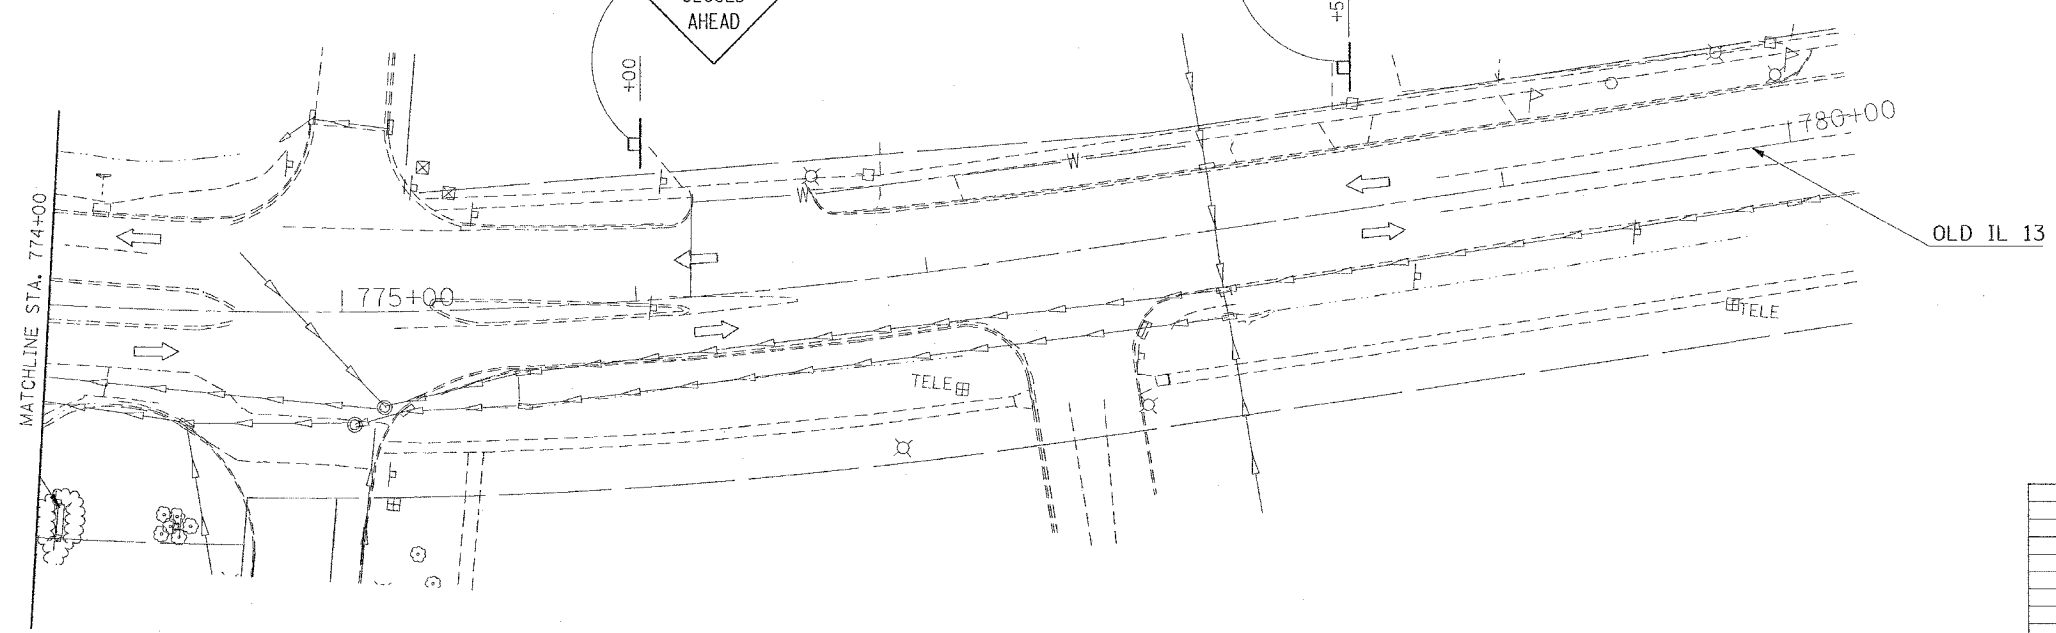 AHEAD
+00
+5
780+00
W
W
OLD IL 13
MATCHLINE STA. 774+00
775+00
TELE
TELE